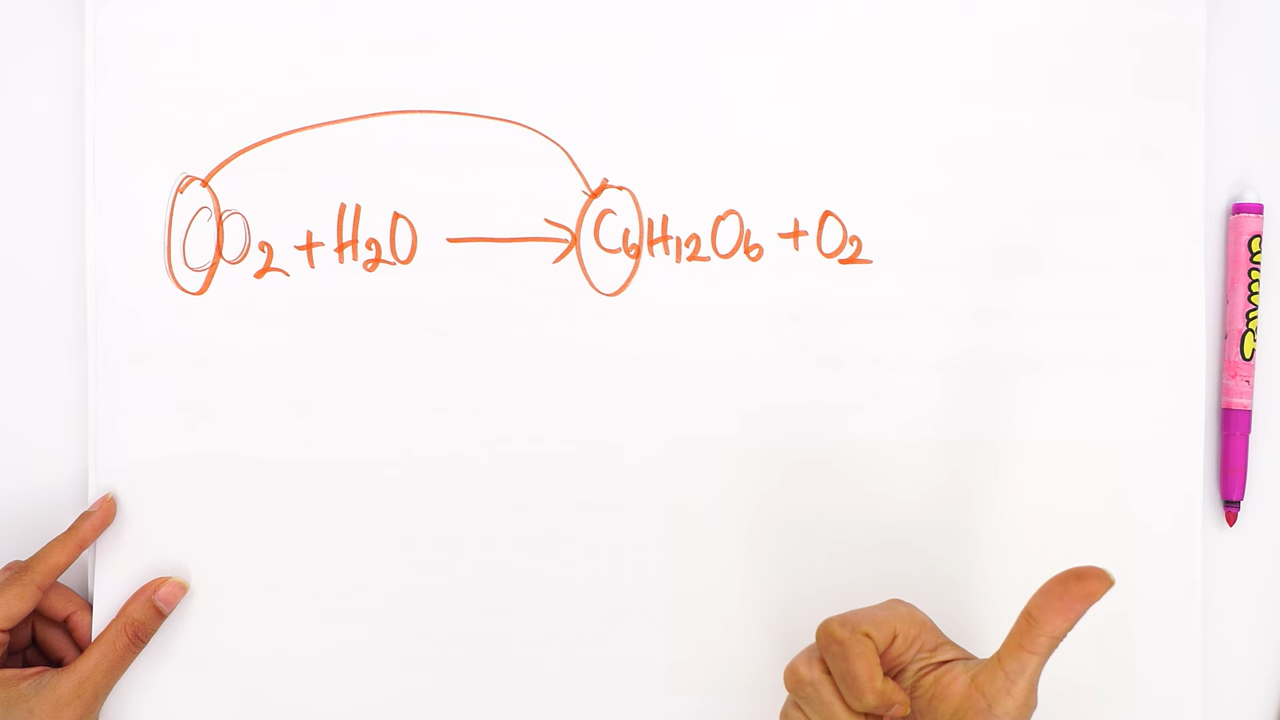 CO₂ + H₂O → C₆H₁₂O₆ + O₂